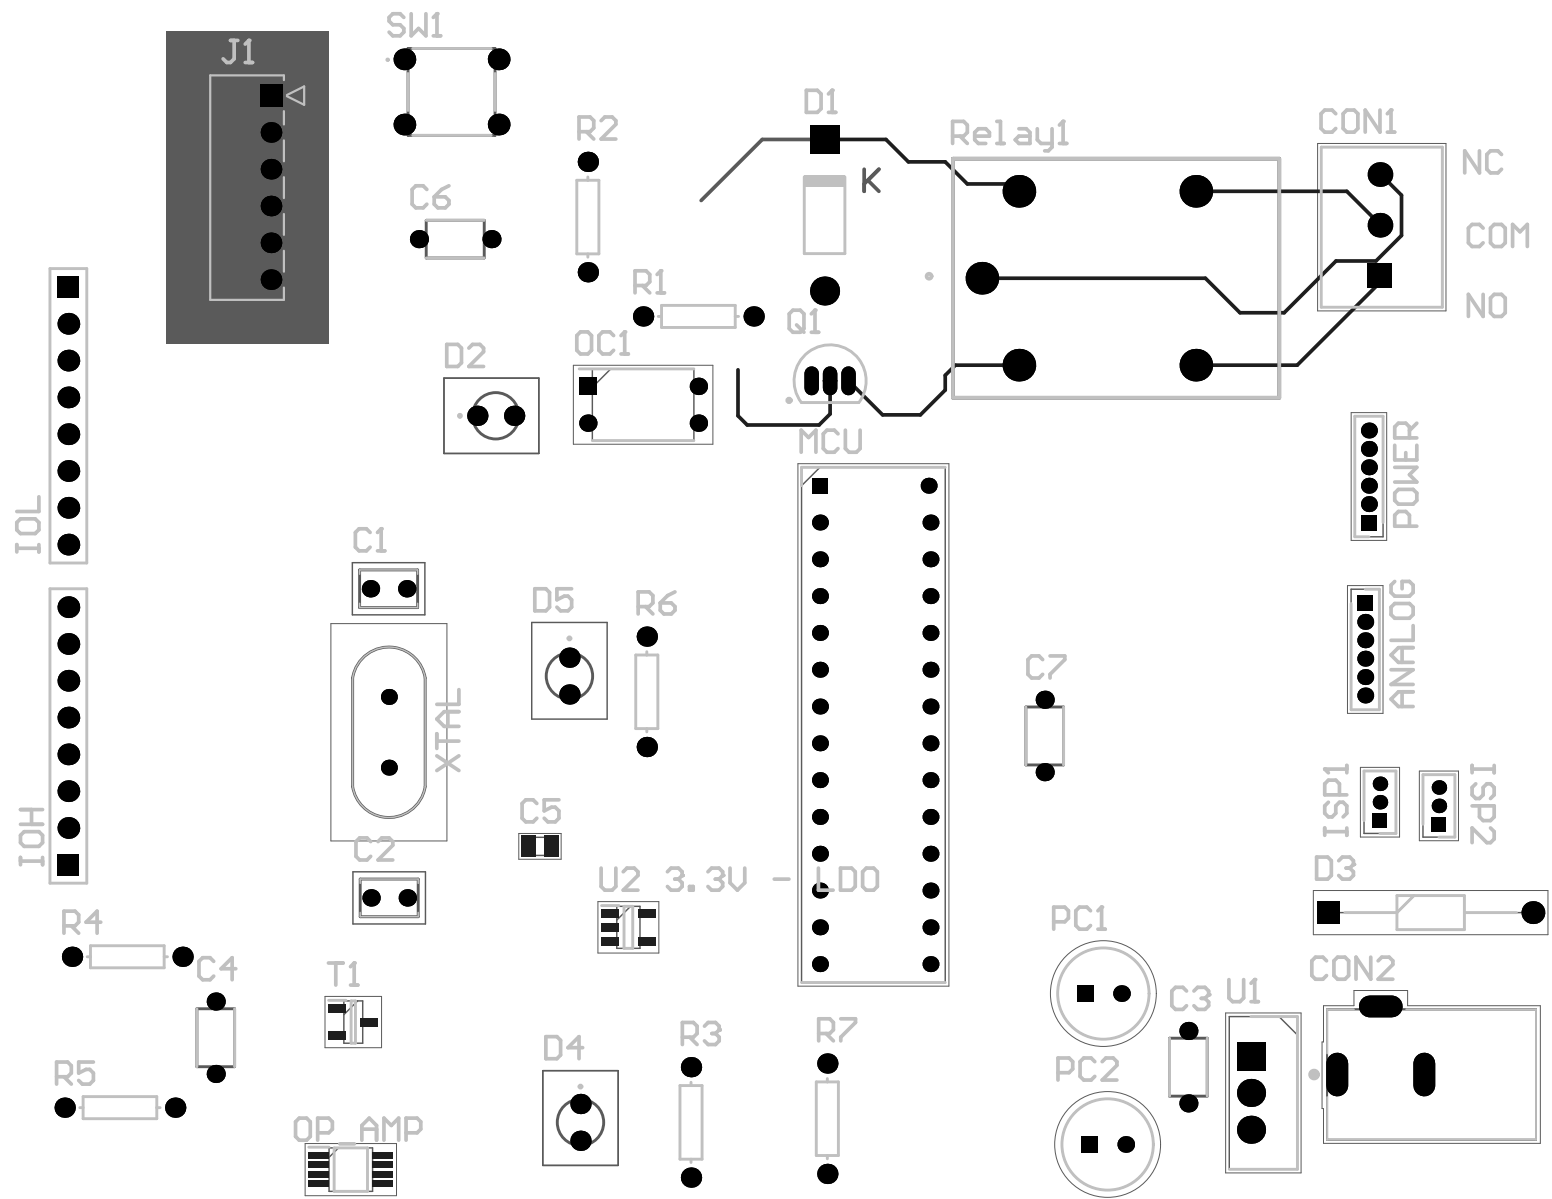 SW1
J1
D1
R2
CON1
Relay1
NC
C6
COM
K
R1
NO
Q1
OC1
D2
MCU
POWER
IOL
C1
ANALOG
D5
R6
C7
XTAL
ISP1
ISP2
C5
IOH
C2
D3
U2 3.3V - LDO
R4
PC1
C4
T1
CON2
C3
U1
R3
R7
D4
R5
PC2
OP AMP